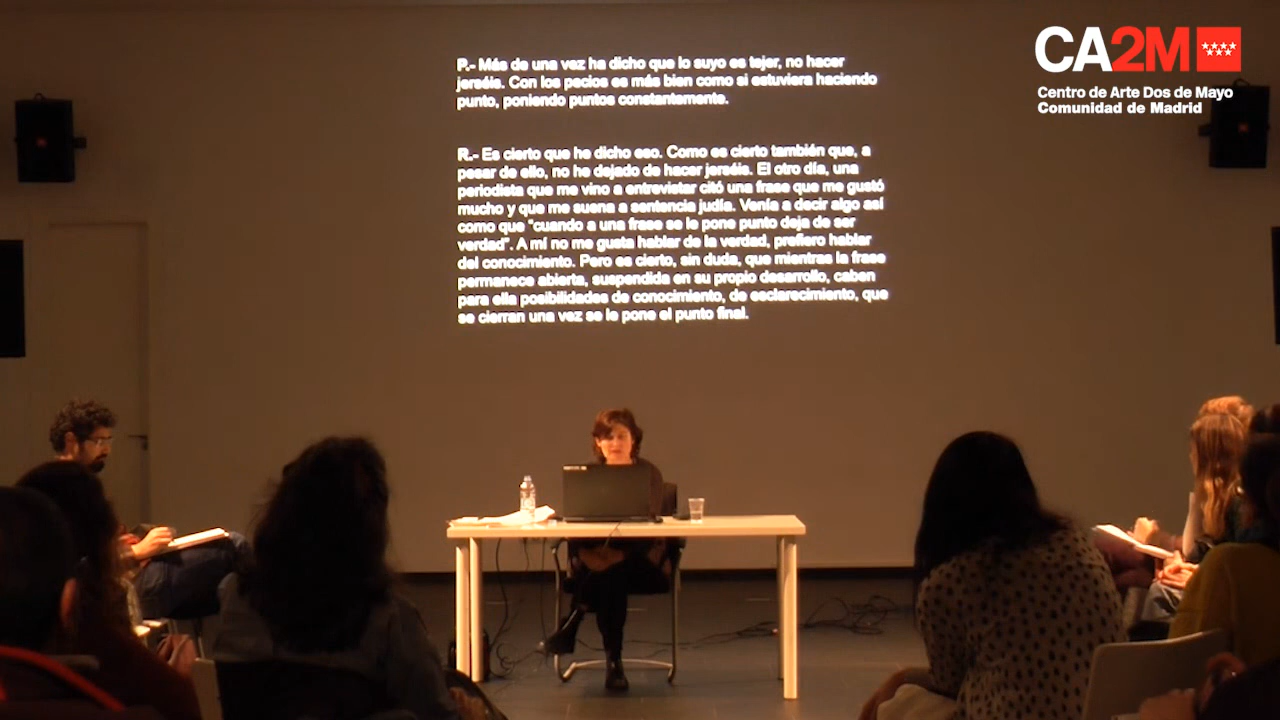 P.- Más de una vez ha dicho que lo suyo es tejer, no hacer
jerséis. Con los pecios es más bien como si estuviera haciendo
punto, poniendo puntos constantemente.
R.- Es cierto que he dicho eso. Como es cierto también que, a
pesar de ello, no he dejado de hacer jerséis. El otro día, una
periodista que me vino a entrevistar citó una frase que me gustó
mucho y que me suena a sentencia judía. Venía a decir algo así
como que “cuando a una frase se le pone punto deja de ser
verdad”. A mí no me gusta hablar de la verdad, prefiero hablar
del conocimiento. Pero es cierto, sin duda, que mientras la frase
permanece abierta, suspendida en su propio desarrollo, caben
para ella posibilidades de conocimiento, de esclarecimiento, que
se cierran una vez se le pone el punto final.
CA2M
Centro de Arte Dos de Mayo
Comunidad de Madrid